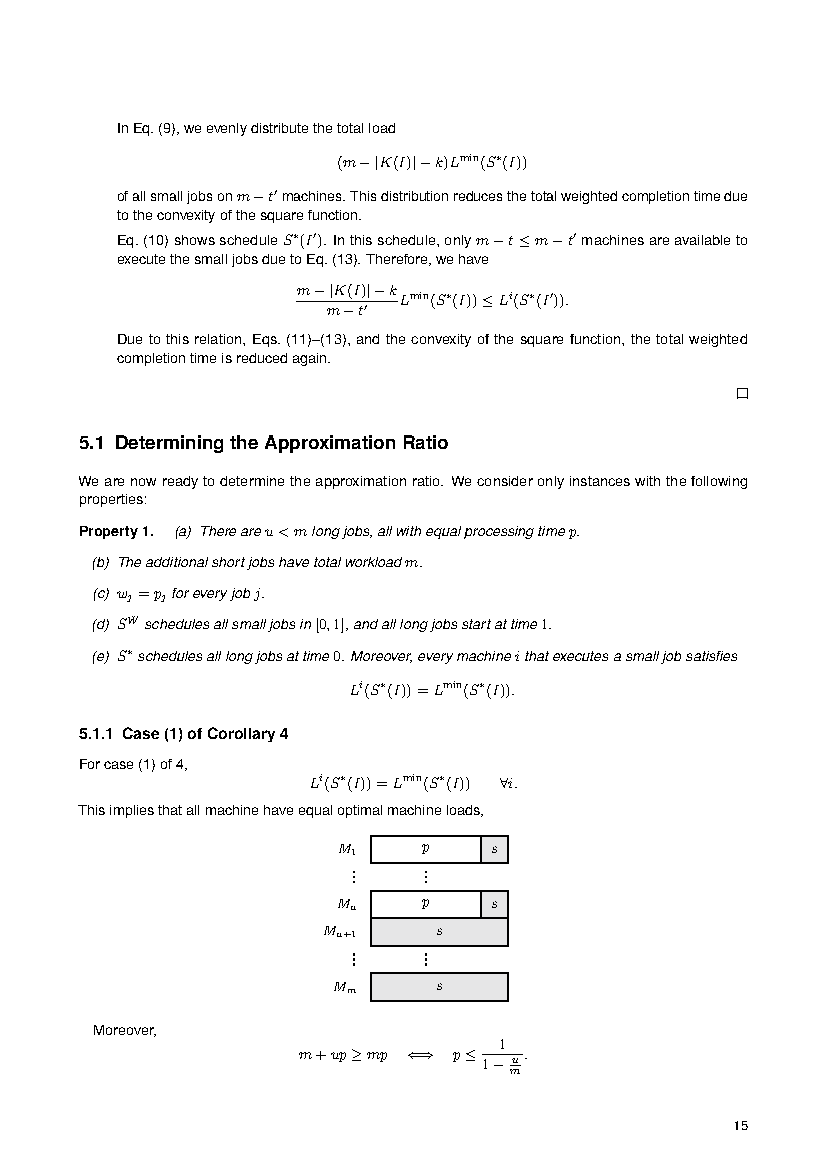 In Eq. (9), we evenly distribute the total load
(m − |K(I)| − k)L^min(S*(I))
of all small jobs on m − t′ machines. This distribution reduces the total weighted completion time due
to the convexity of the square function.
Eq. (10) shows schedule S*(I′). In this schedule, only m − t ≤ m − t′ machines are available to
execute the small jobs due to Eq. (13). Therefore, we have
(m − |K(I)| − k)/(m − t′) L^min(S*(I)) ≤ L^i(S*(I′)).
Due to this relation, Eqs. (11)–(13), and the convexity of the square function, the total weighted
completion time is reduced again.
□
5.1 Determining the Approximation Ratio
We are now ready to determine the approximation ratio. We consider only instances with the following
properties:
Property 1. (a) There are u < m long jobs, all with equal processing time p.
(b) The additional short jobs have total workload m.
(c) w_j = p_j for every job j.
(d) S^W schedules all small jobs in [0, 1], and all long jobs start at time 1.
(e) S* schedules all long jobs at time 0. Moreover, every machine i that executes a small job satisfies
L^i(S*(I)) = L^min(S*(I)).
5.1.1 Case (1) of Corollary 4
For case (1) of 4,
L^i(S*(I)) = L^min(S*(I)) ∀i.
This implies that all machine have equal optimal machine loads,
M_1 p s
⋮ ⋮
M_u p s
M_{u+1} s
⋮ ⋮
M_m s
Moreover,
m + up ≥ mp ⟺ p ≤ 1/(1 − u/m).
15